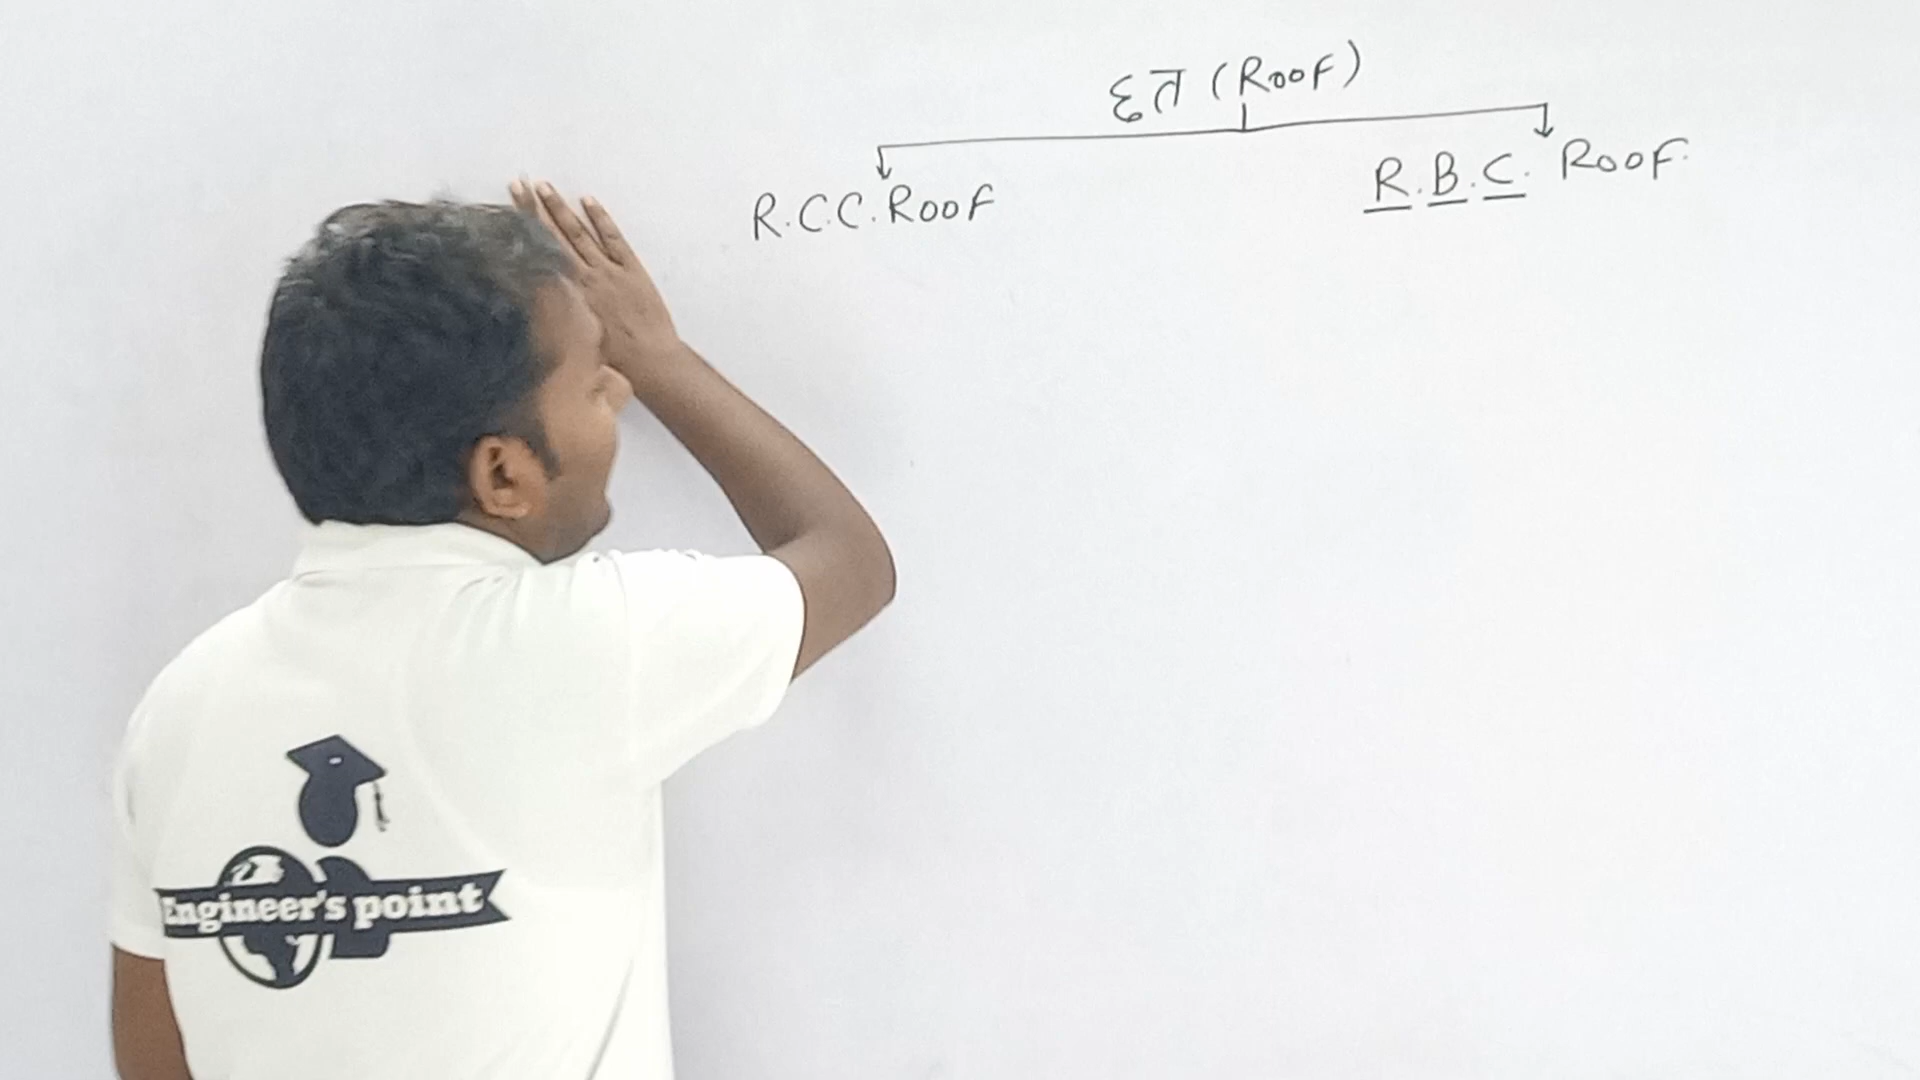 छत (Roof)
R.C.C. Roof
R.B.C. Roof.
Engineer's point